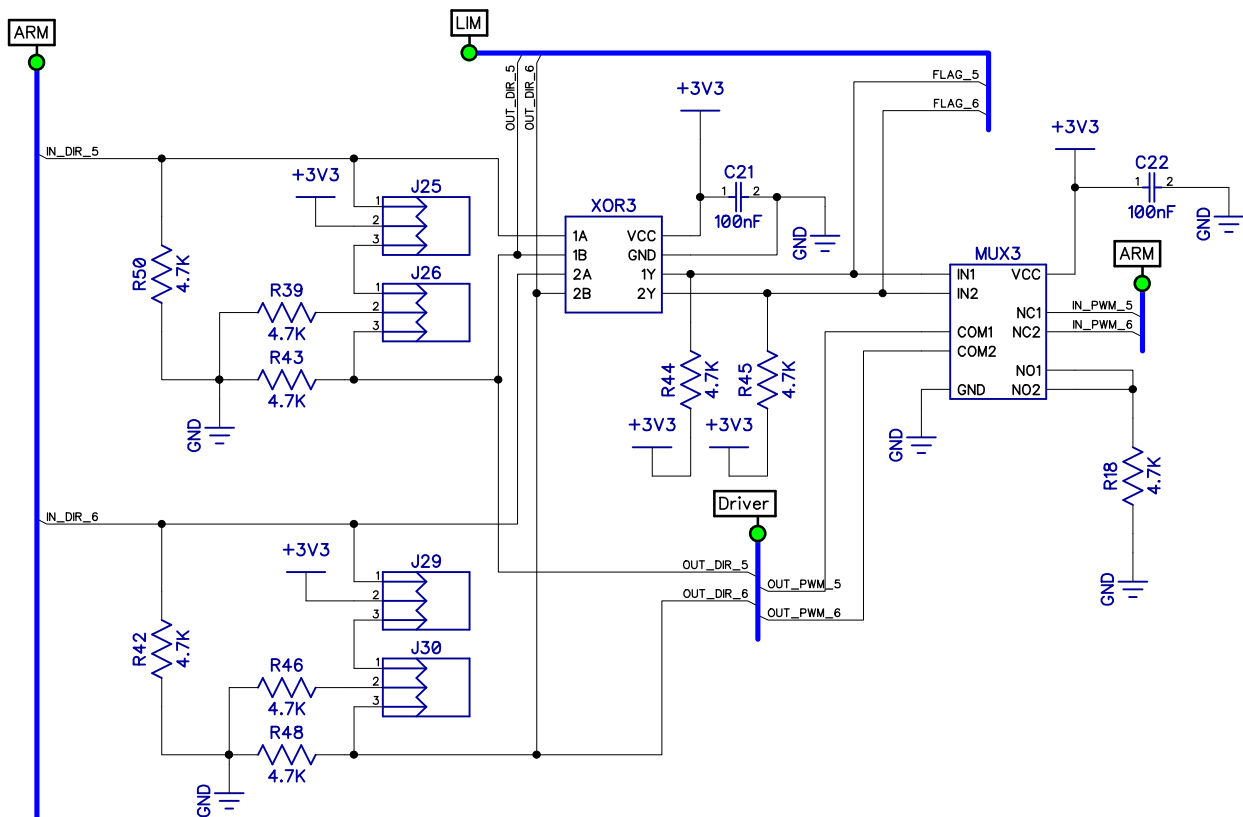 ARM
LIM
OUT_DIR_5
OUT_DIR_6
FLAG_5
FLAG_6
+3V3
+3V3
IN_DIR_5
+3V3
J25
1
2
3
C21
1 2
100nF
GND
C22
1 2
100nF
GND
XOR3
1A VCC
1B GND
2A 1Y
2B 2Y
R50
4.7K
J26
1
2
3
R39
4.7K
R43
4.7K
GND
MUX3
IN1 VCC
IN2
NC1
COM1 NC2
COM2
NO1
GND NO2
ARM
IN_PWM_5
IN_PWM_6
R44
4.7K
R45
4.7K
+3V3
+3V3
GND
R18
4.7K
GND
Driver
IN_DIR_6
+3V3
J29
1
2
3
OUT_DIR_5
OUT_PWM_5
OUT_DIR_6
OUT_PWM_6
R42
4.7K
J30
1
2
3
R46
4.7K
R48
4.7K
GND